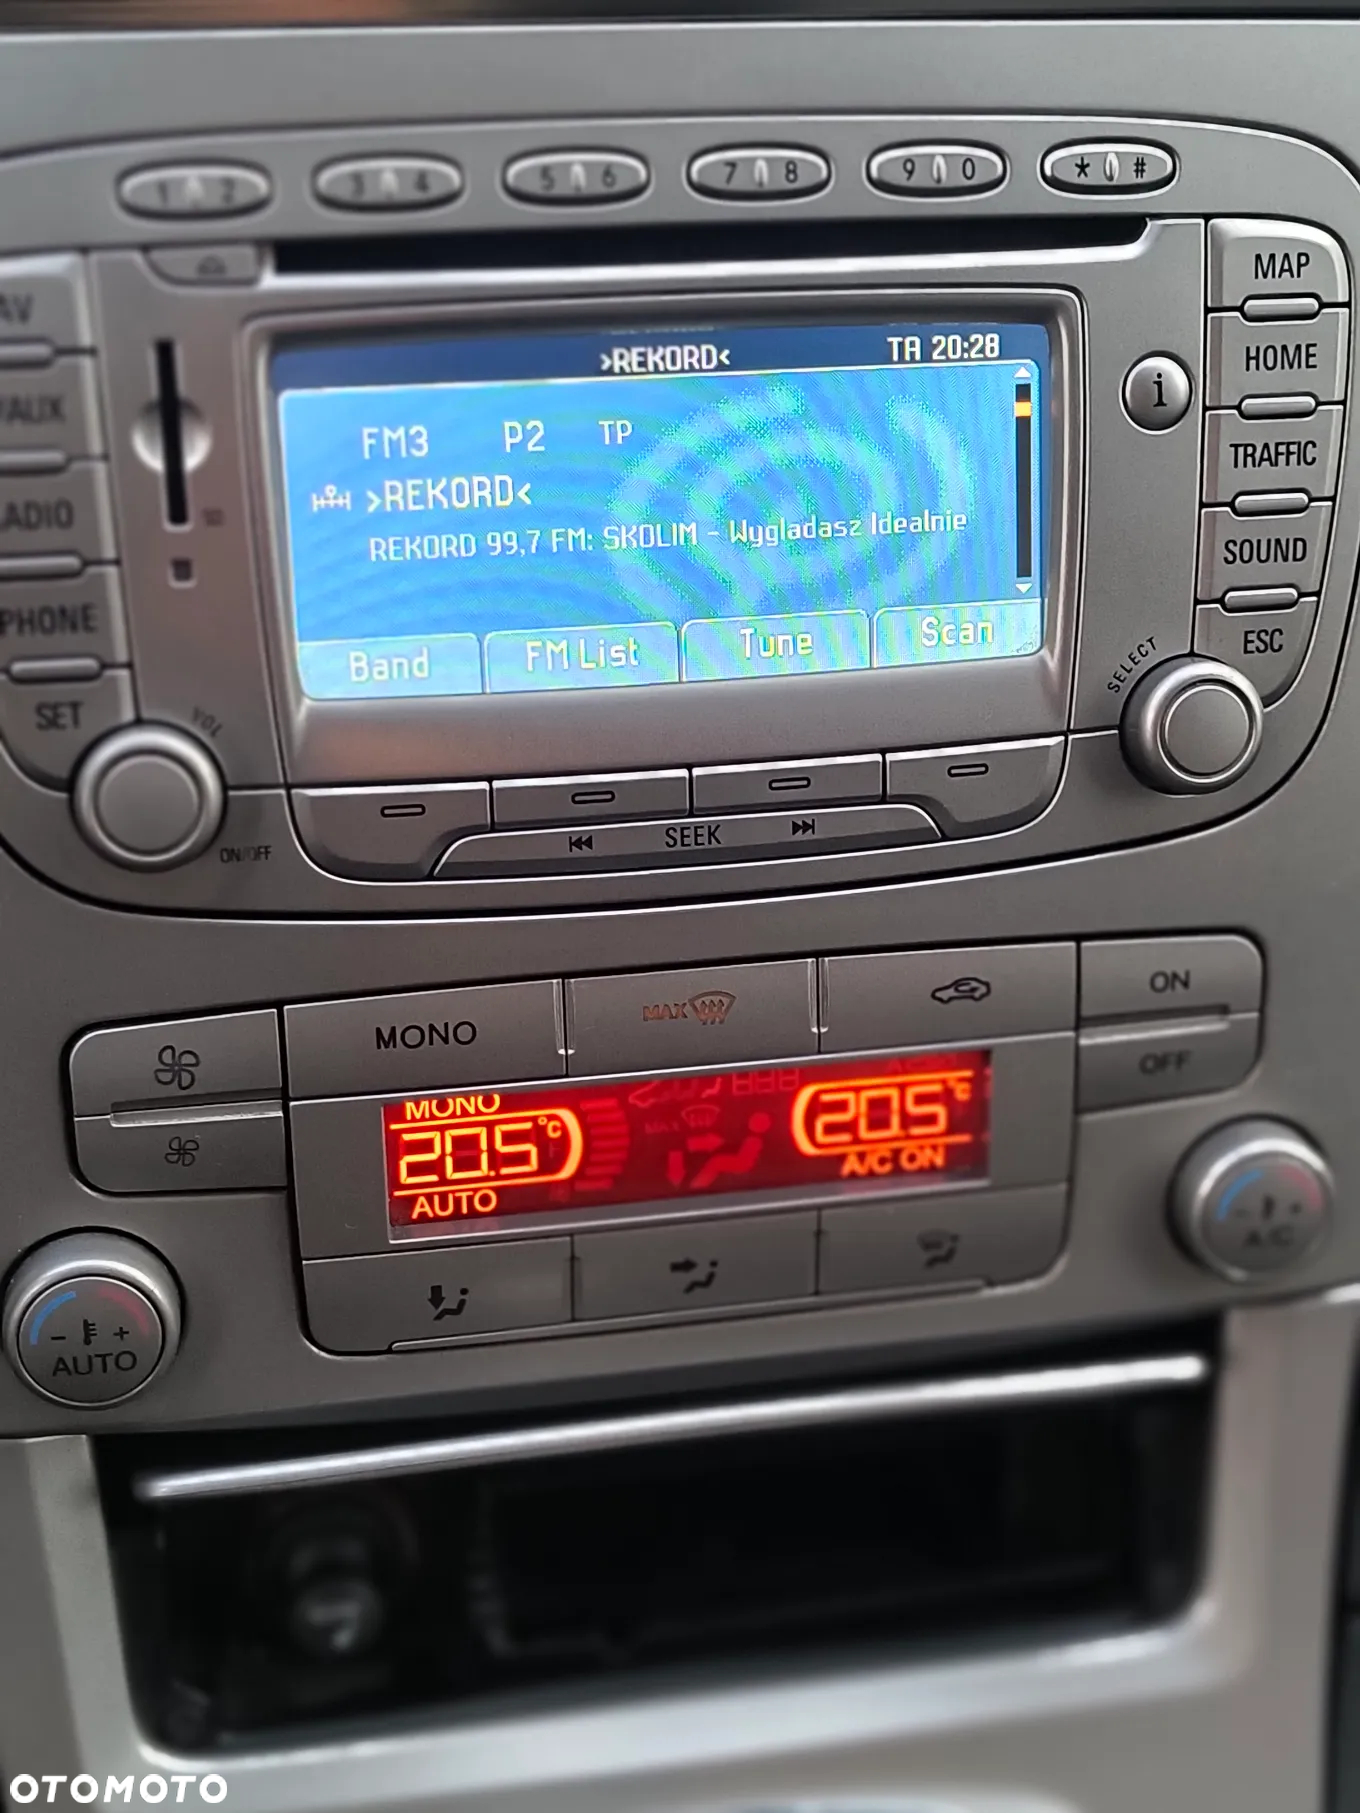 1 2 3 4 5 6 7 8 9 0 * #
MAP
HOME
TRAFFIC
SOUND
ESC
i
AV
AUX
ADIO
PHONE
SET
>REKORD< TA 20:28
FM3 P2 TP
>REKORD<
REKORD 99,7 FM: SKOLIM - Wygladasz Idealnie
Band FM List Tune Scan
VOL
ON/OFF
SELECT
SEEK
MONO MAX ON
OFF
MONO
20.5°C 20.5°C
AUTO A/C ON
- + AUTO
- + A/C
OTOMOTO